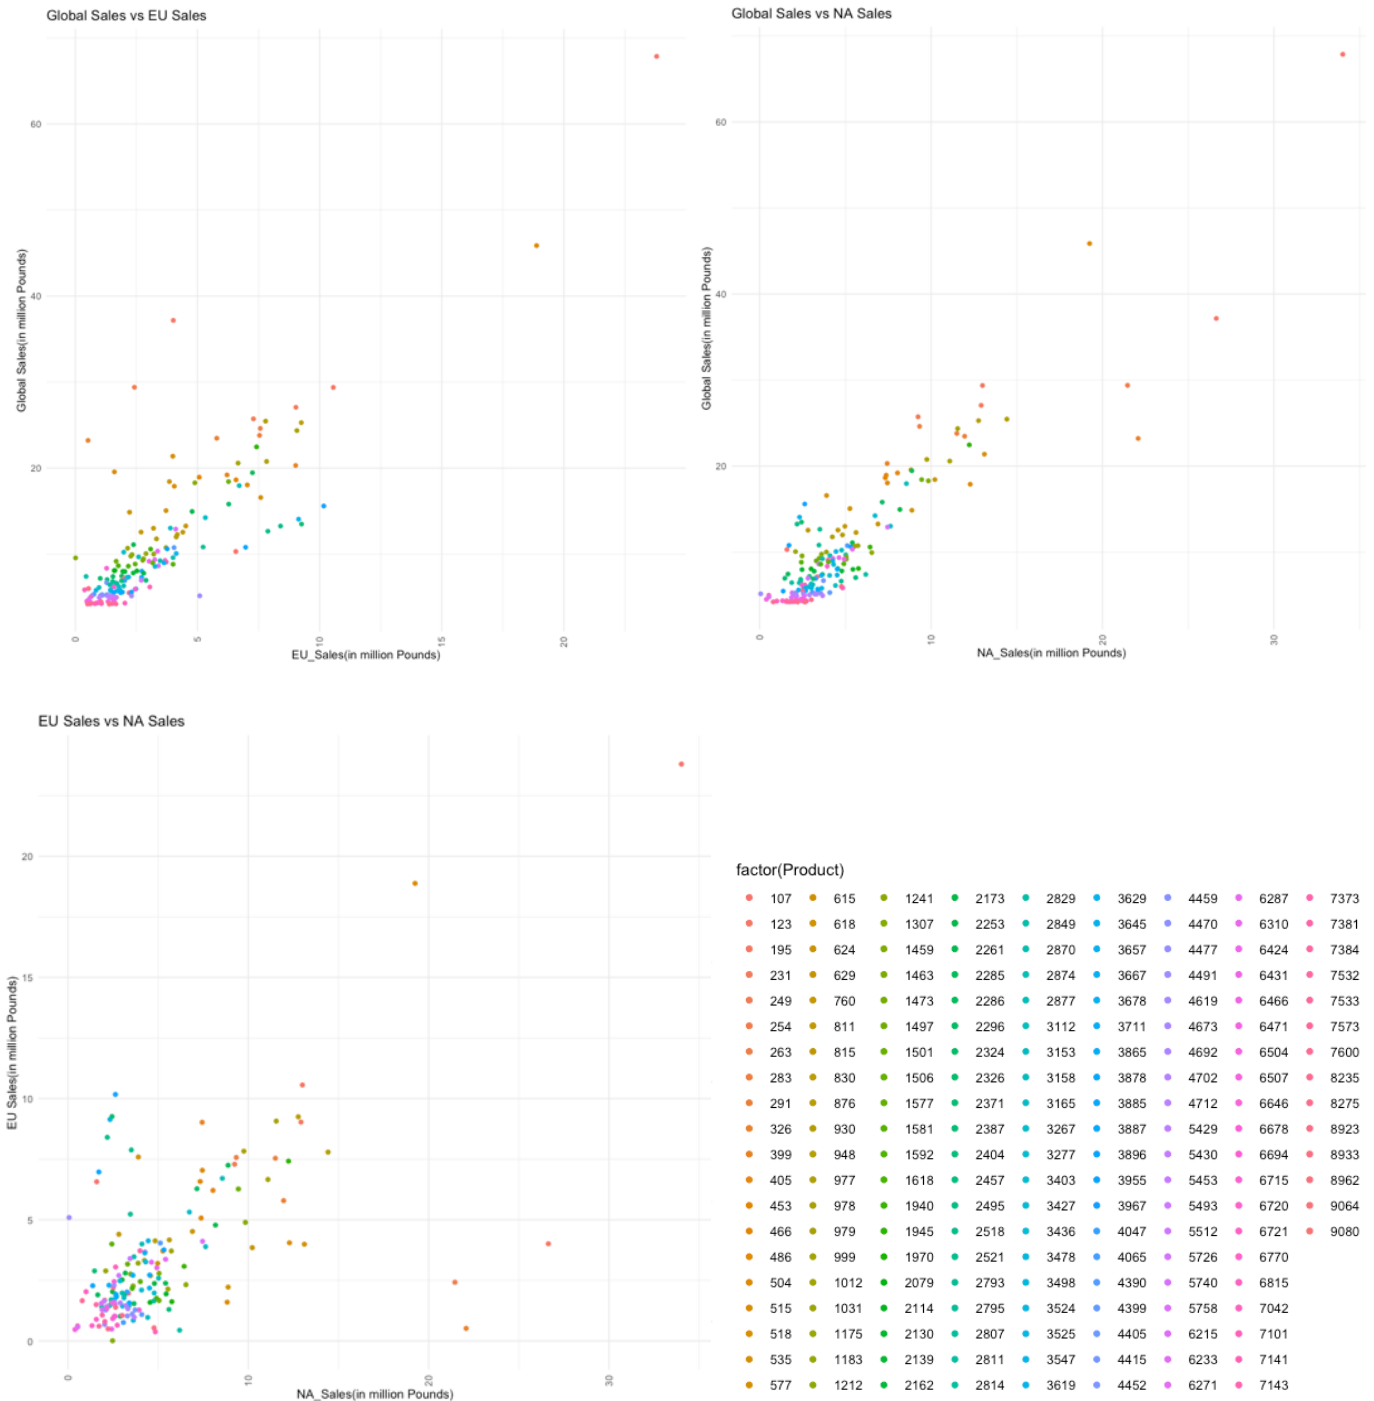 Global Sales vs EU Sales
Global Sales(in million Pounds)
60
40
20
0
5
10
15
20
EU_Sales(in million Pounds)
Global Sales vs NA Sales
Global Sales(in million Pounds)
60
40
20
0
10
20
30
NA_Sales(in million Pounds)
EU Sales vs NA Sales
EU Sales(in million Pounds)
20
15
10
5
0
0
10
20
30
NA_Sales(in million Pounds)
factor(Product)
107 615 1241 2173 2829 3629 4459 6287 7373
123 618 1307 2253 2849 3645 4470 6310 7381
195 624 1459 2261 2870 3657 4477 6424 7384
231 629 1463 2285 2874 3667 4491 6431 7532
249 760 1473 2286 2877 3678 4619 6466 7533
254 811 1497 2296 3112 3711 4673 6471 7573
263 815 1501 2324 3153 3865 4692 6504 7600
283 830 1506 2326 3158 3878 4702 6507 8235
291 876 1577 2371 3165 3885 4712 6646 8275
326 930 1581 2387 3267 3887 5429 6678 8923
399 948 1592 2404 3277 3896 5430 6694 8933
405 977 1618 2457 3403 3955 5453 6715 8962
453 978 1940 2495 3427 3967 5493 6720 9064
466 979 1945 2518 3436 4047 5512 6721 9080
486 999 1970 2521 3478 4065 5726 6770
504 1012 2079 2793 3498 4390 5740 6815
515 1031 2114 2795 3524 4399 5758 7042
518 1175 2130 2807 3525 4405 6215 7101
535 1183 2139 2811 3547 4415 6233 7141
577 1212 2162 2814 3619 4452 6271 7143